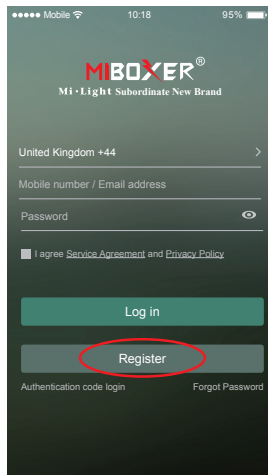 Mobile 10:18 95%
MIBOXER®
Mi·Light Subordinate New Brand
United Kingdom +44
Mobile number / Email address
Password
I agree Service Agreement and Privacy Policy
Log in
Register
Authentication code login Forgot Password